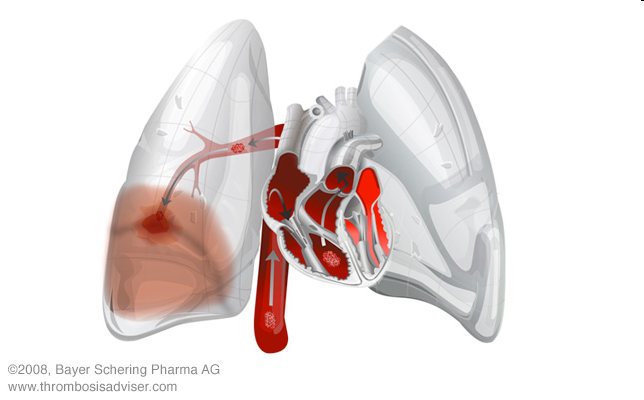 ©2008, Bayer Schering Pharma AG
www.thrombosisadviser.com